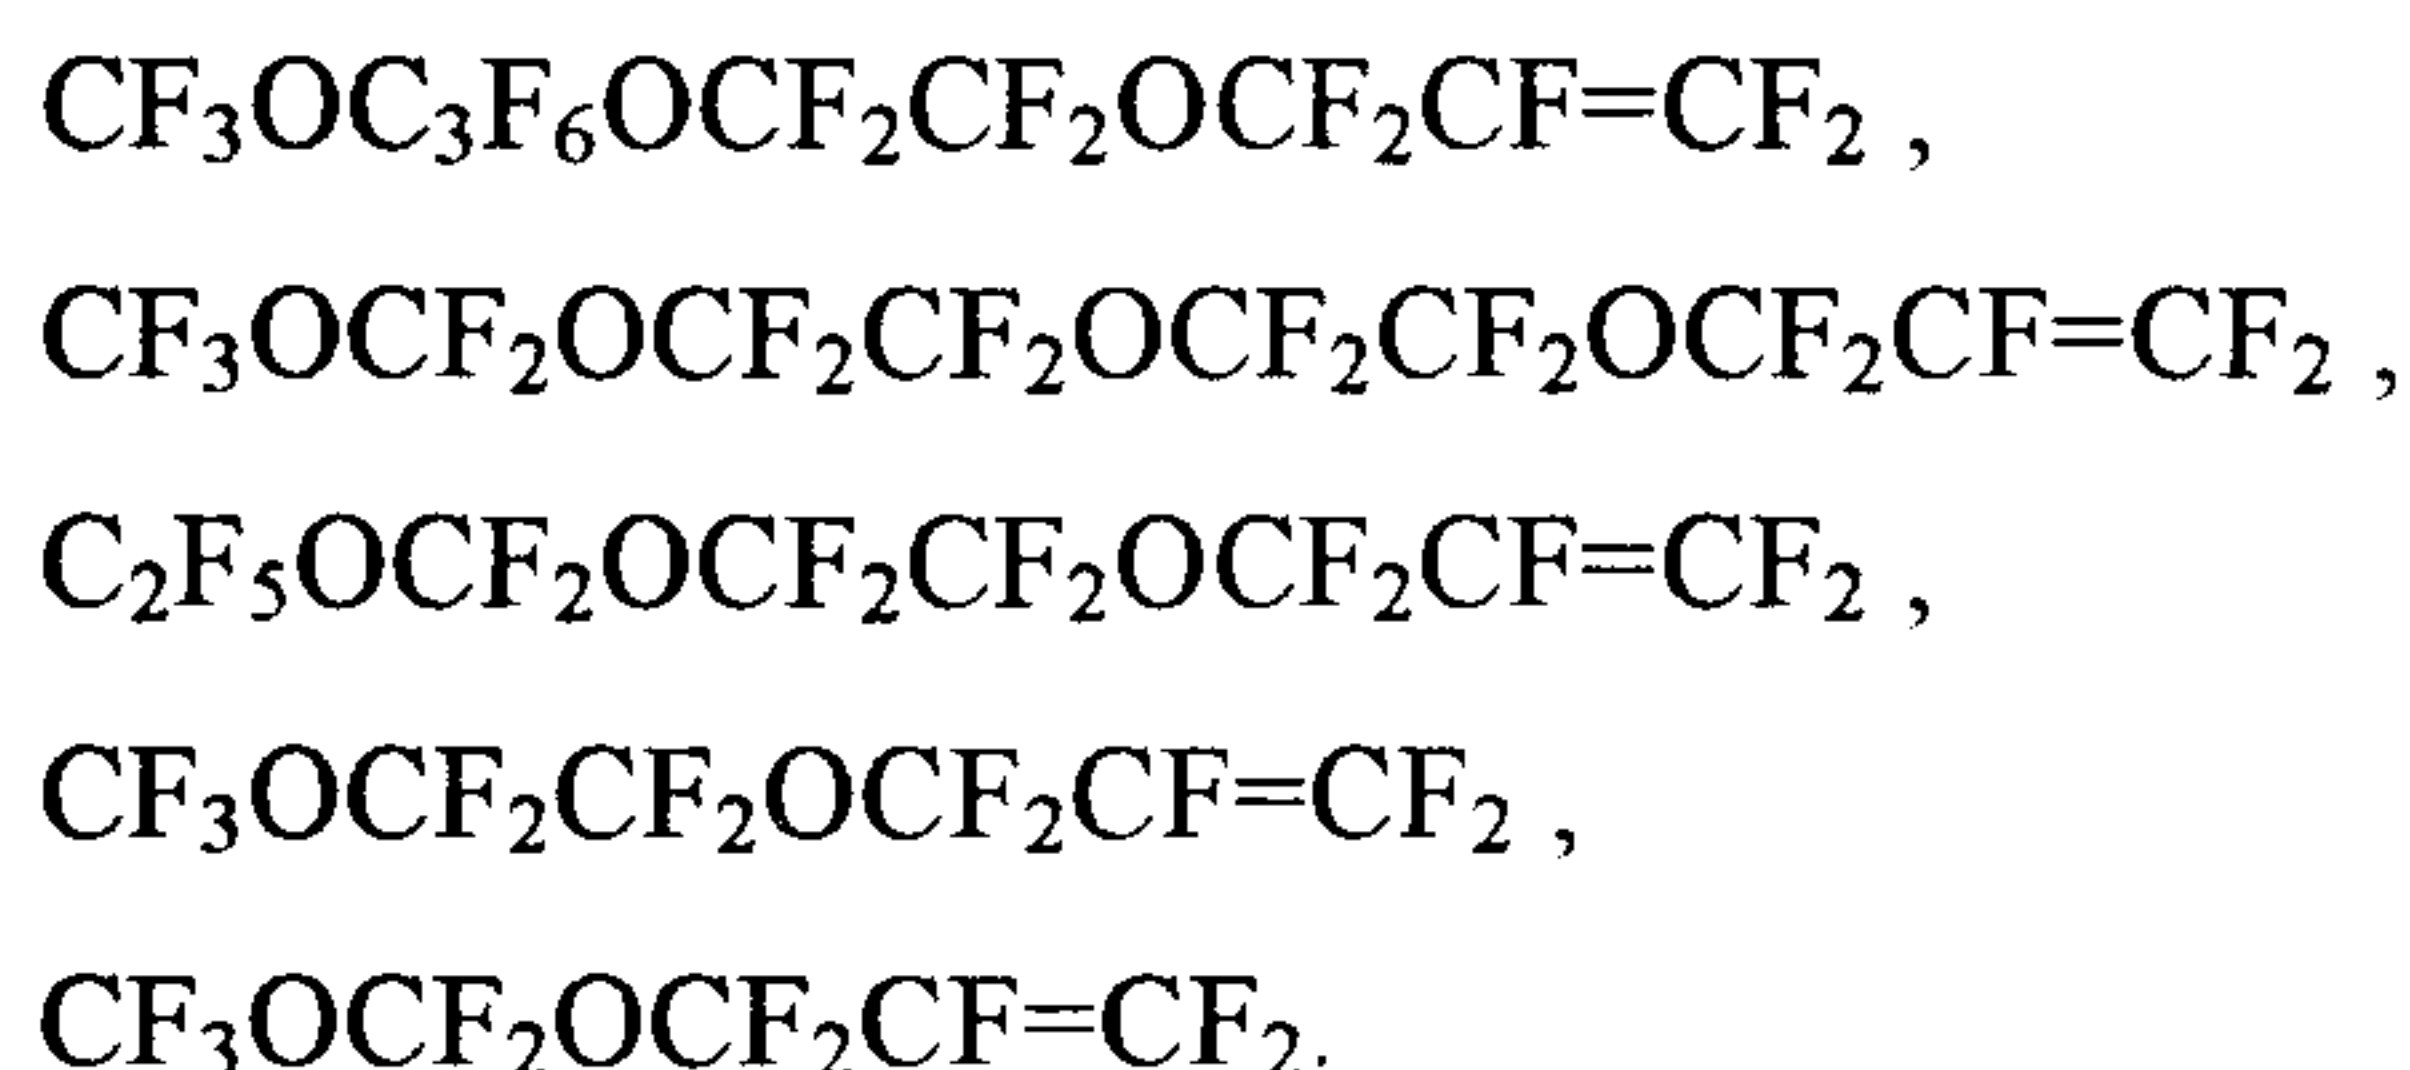 CF₃OC₃F₆OCF₂CF₂OCF₂CF=CF₂ ,
CF₃OCF₂OCF₂CF₂OCF₂CF₂OCF₂CF=CF₂ ,
C₂F₅OCF₂OCF₂CF₂OCF₂CF=CF₂ ,
CF₃OCF₂CF₂OCF₂CF=CF₂ ,
CF₃OCF₂OCF₂CF=CF₂.